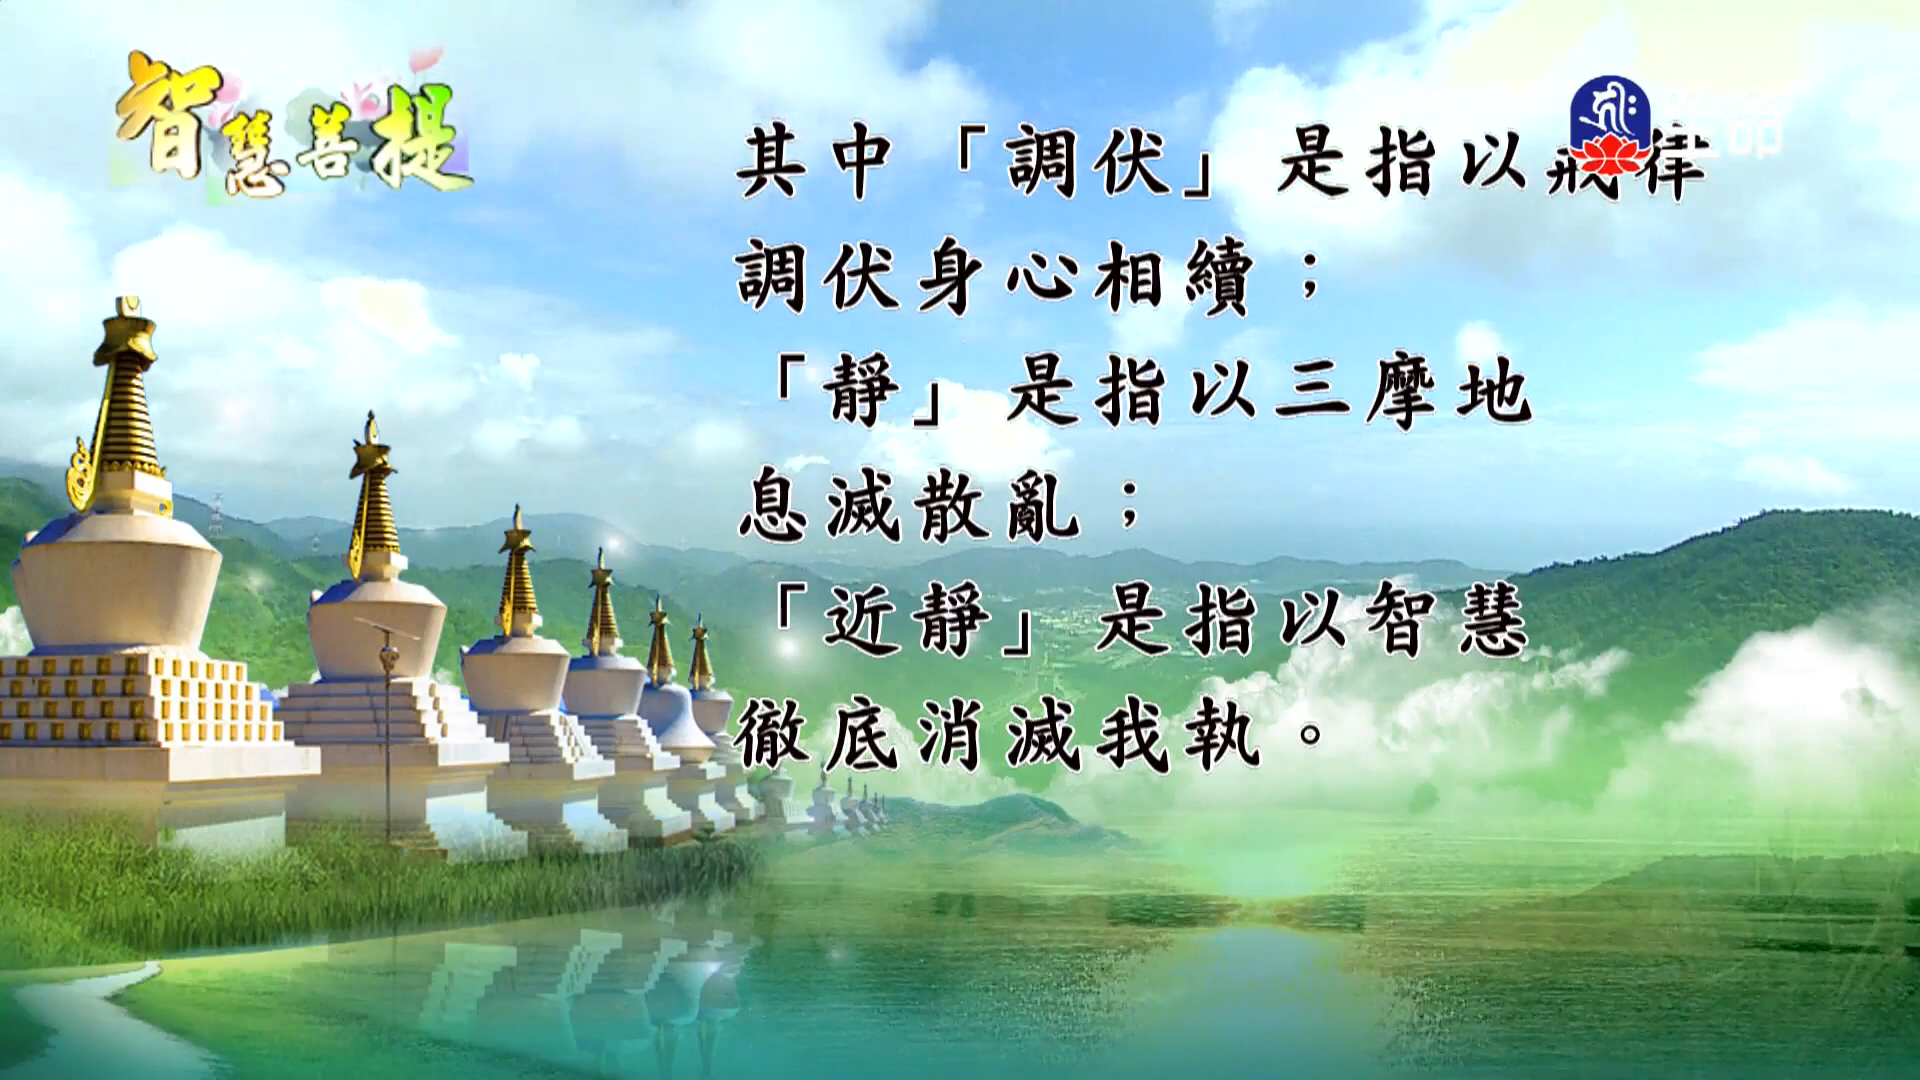 智慧菩提
其中「調伏」是指以戒律
調伏身心相續；
「靜」是指以三摩地
息滅散亂；
「近靜」是指以智慧
徹底消滅我執。